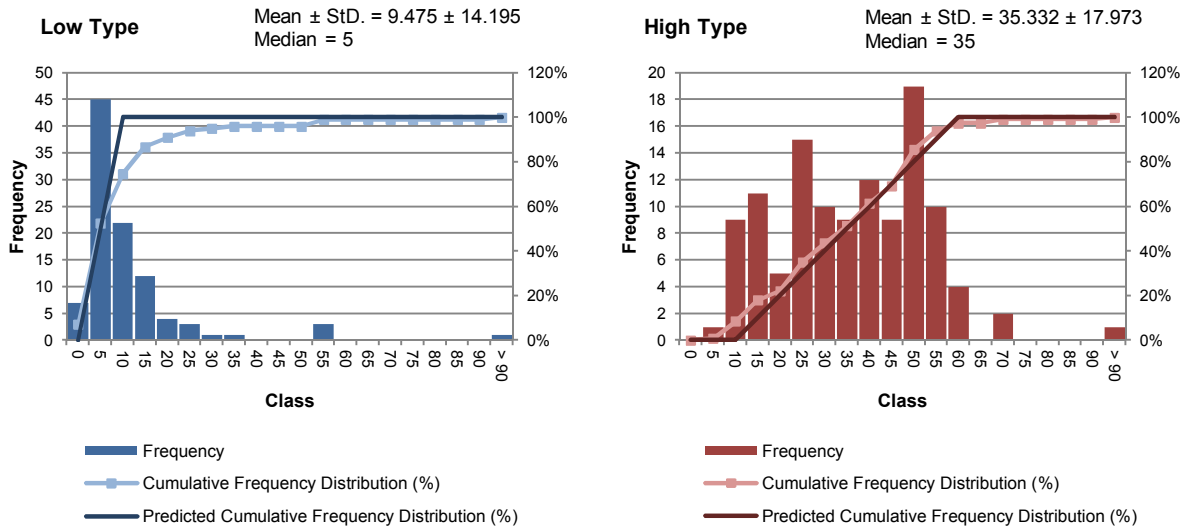 Low Type
Mean ± StD. = 9.475 ± 14.195
Median = 5
50
45
40
35
30
25
20
15
10
5
0
Frequency
120%
100%
80%
60%
40%
20%
0%
0 5 10 15 20 25 30 35 40 45 50 55 60 65 70 75 80 85 90 > 90
Class
Frequency
Cumulative Frequency Distribution (%)
Predicted Cumulative Frequency Distribution (%)
High Type
Mean ± StD. = 35.332 ± 17.973
Median = 35
20
18
16
14
12
10
8
6
4
2
0
Frequency
120%
100%
80%
60%
40%
20%
0%
0 5 10 15 20 25 30 35 40 45 50 55 60 65 70 75 80 85 90 > 90
Class
Frequency
Cumulative Frequency Distribution (%)
Predicted Cumulative Frequency Distribution (%)